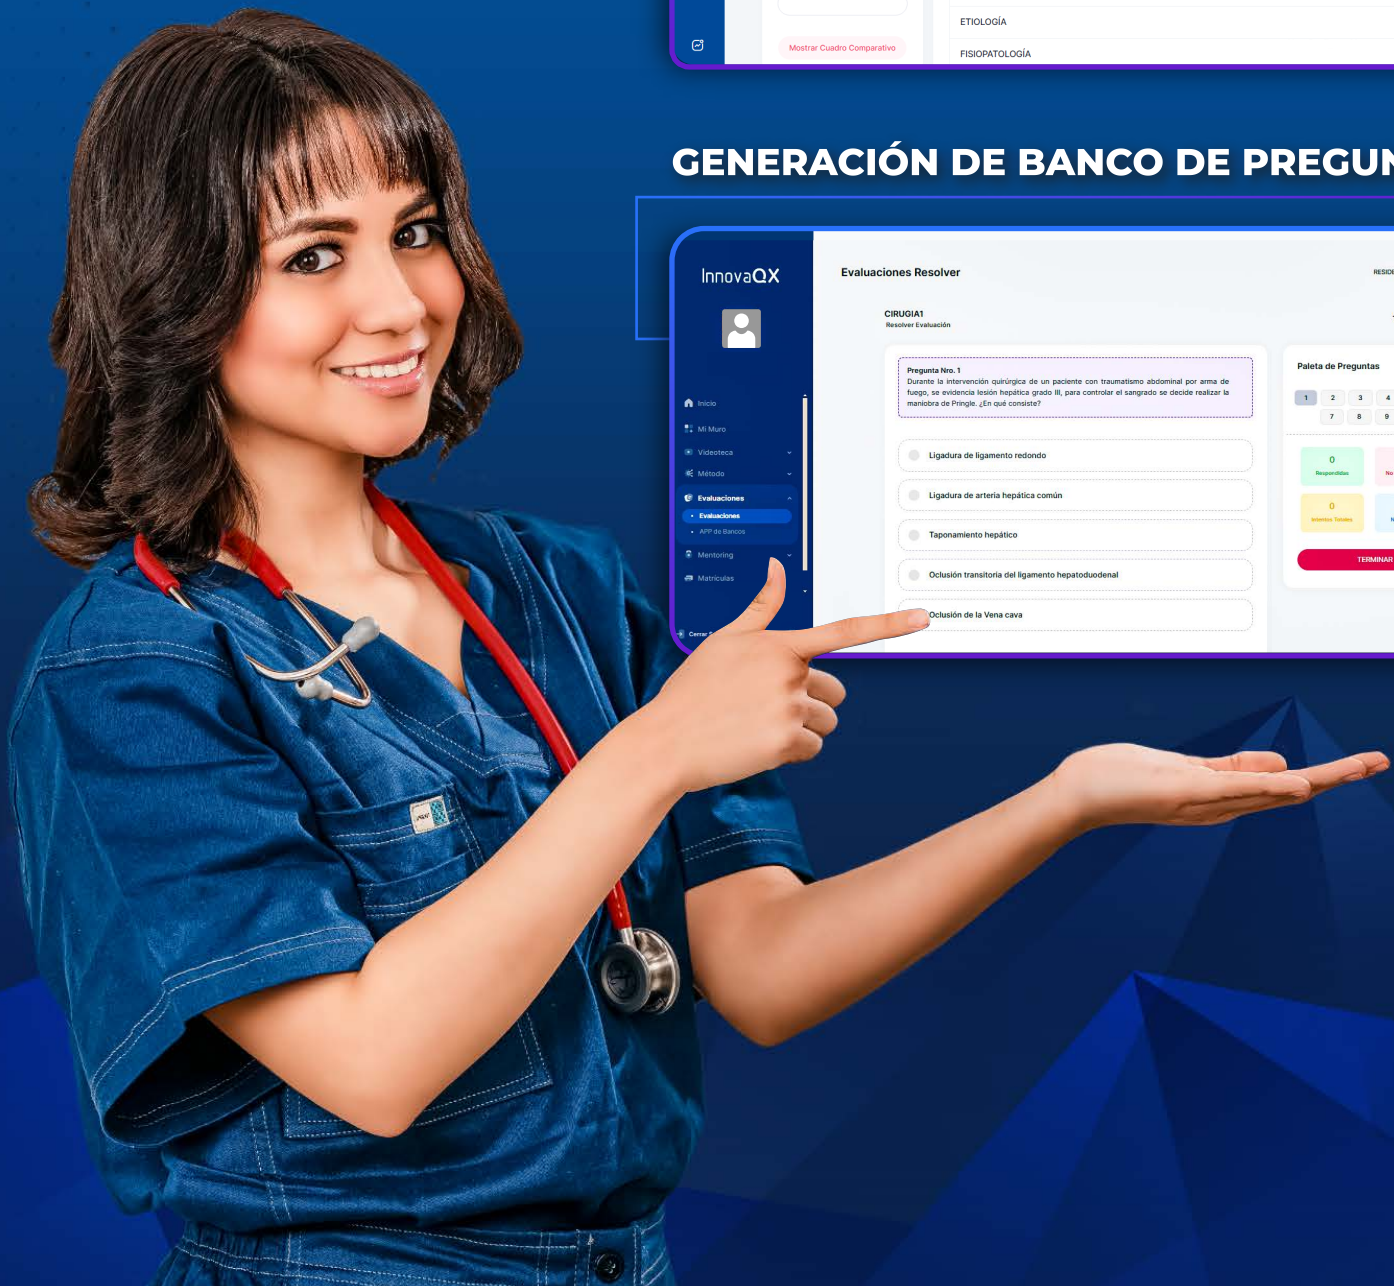 ETIOLOGÍA
Mostrar Cuadro Comparativo
FISIOPATOLOGÍA
GENERACIÓN DE BANCO DE PREGUN
InnovaQX
Evaluaciones Resolver
RESIDE
CIRUGIA1
Resolver Evaluación
Inicio
Mi Muro
Videoteca
Método
Evaluaciones
Evaluaciones
APP de Bancos
Mentoring
Matrículas
Cerrar S
Pregunta Nro. 1
Durante la intervención quirúrgica de un paciente con traumatismo abdominal por arma de
fuego, se evidencia lesión hepática grado III, para controlar el sangrado se decide realizar la
maniobra de Pringle. ¿En qué consiste?
Ligadura de ligamento redondo
Ligadura de arteria hepática común
Taponamiento hepático
Oclusión transitoria del ligamento hepatoduodenal
Oclusión de la Vena cava
Paleta de Preguntas
1 2 3 4
7 8 9
0
Respondidas
No
0
Intentos Totales
N
TERMINAR